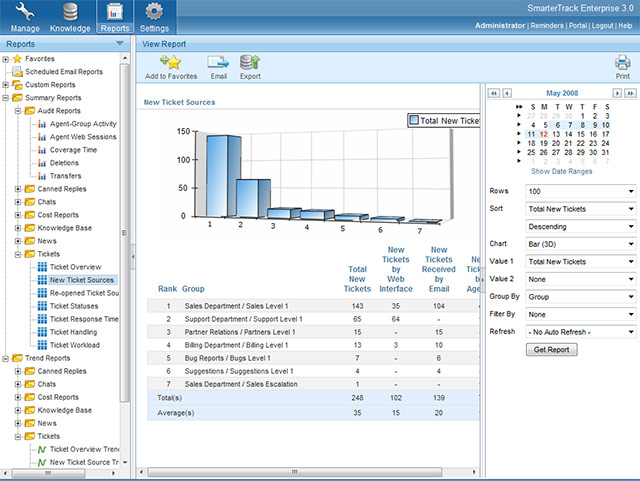 SmarterTrack Enterprise 3.0
Manage Knowledge Reports Settings
Administrator | Reminders | Portal | Logout | Help
Reports
Favorites
Scheduled Email Reports
Custom Reports
Summary Reports
Audit Reports
Agent-Group Activity
Agent Web Sessions
Coverage Time
Deletions
Transfers
Canned Replies
Chats
Cost Reports
Knowledge Base
News
Tickets
Ticket Overview
New Ticket Sources
Re-opened Ticket Sou
Ticket Statuses
Ticket Response Time
Ticket Handling
Ticket Workload
Trend Reports
Canned Replies
Chats
Cost Reports
Knowledge Base
News
Tickets
Ticket Overview Tren
New Ticket Source Tr
View Report
Add to Favorites Email Export Print
New Ticket Sources
Total New Ticket
150
100
50
0
1 2 3 4 5 6 7
Rank Group Total New Tickets New Tickets by Web Interface New Tickets Received by Email Ne Tick by Age
1 Sales Department / Sales Level 1 143 35 104
2 Support Department / Support Level 1 65 64 -
3 Partner Relations / Partners Level 1 15 - 15
4 Billing Department / Billing Level 1 13 3 10
5 Bug Reports / Bugs Level 1 7 - 6
6 Suggestions / Suggestions Level 1 4 - 4
7 Sales Department / Sales Escalation 1 - -
Total(s) 248 102 139
Average(s) 35 15 20
May 2008
S M T W T F S
27 28 29 30 1 2 3
4 5 6 7 8 9 10
11 12 13 14 15 16 17
18 19 20 21 22 23 24
25 26 27 28 29 30 31
1 2 3 4 5 6 7
Show Date Ranges
Rows 100
Sort Total New Tickets
Descending
Chart Bar (3D)
Value 1 Total New Tickets
Value 2 None
Group By Group
Filter By None
Refresh - No Auto Refresh -
Get Report